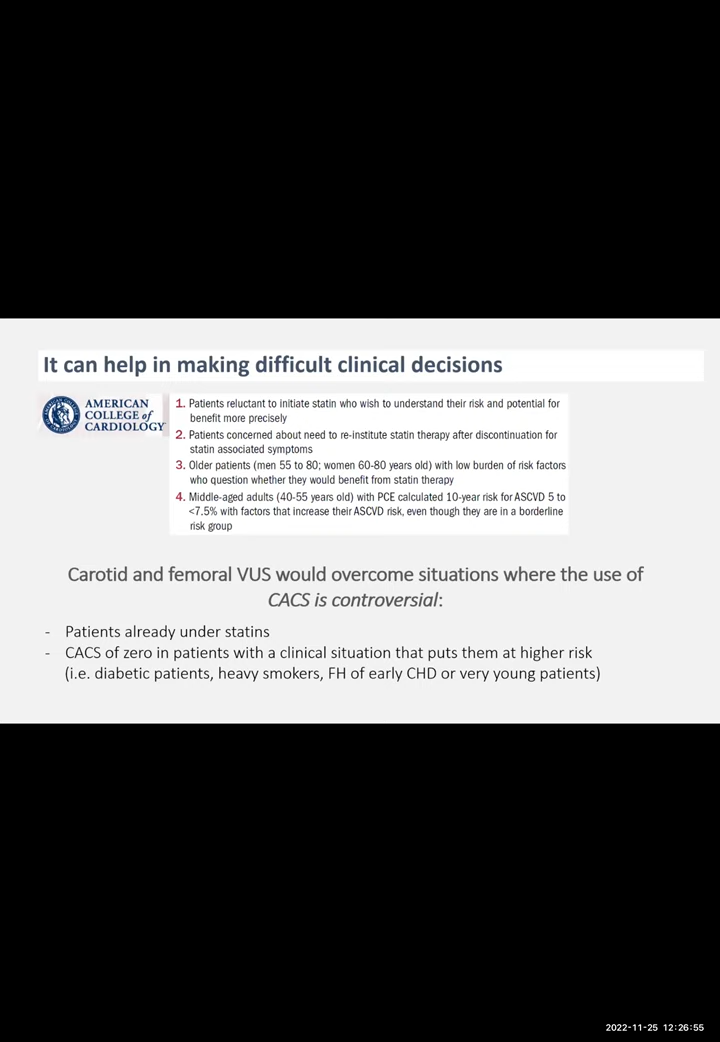 It can help in making difficult clinical decisions
AMERICAN
COLLEGE of
CARDIOLOGY
1. Patients reluctant to initiate statin who wish to understand their risk and potential for
benefit more precisely
2. Patients concerned about need to re-institute statin therapy after discontinuation for
statin associated symptoms
3. Older patients (men 55 to 80; women 60-80 years old) with low burden of risk factors
who question whether they would benefit from statin therapy
4. Middle-aged adults (40-55 years old) with PCE calculated 10-year risk for ASCVD 5 to
<7.5% with factors that increase their ASCVD risk, even though they are in a borderline
risk group
Carotid and femoral VUS would overcome situations where the use of
CACS is controversial:
- Patients already under statins
- CACS of zero in patients with a clinical situation that puts them at higher risk
(i.e. diabetic patients, heavy smokers, FH of early CHD or very young patients)
2022-11-25 12:26:55